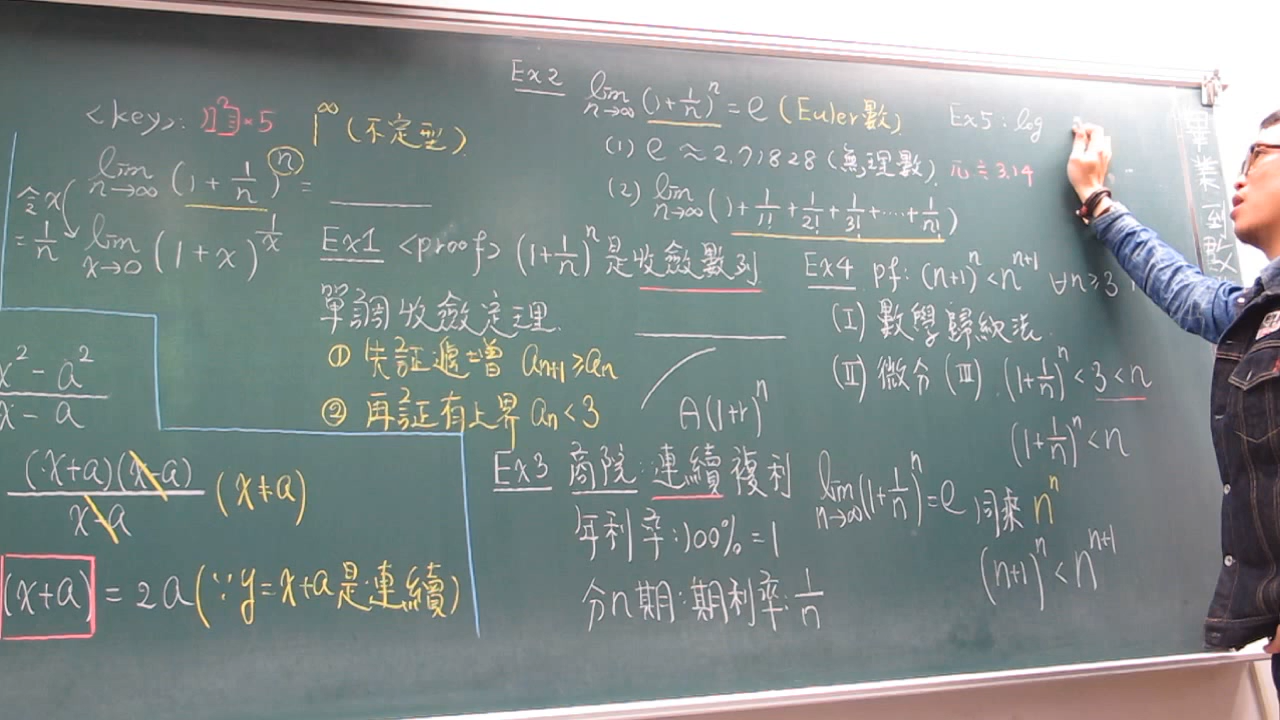 <key>: 公式×5 1^∞ (不定型)
lim n→∞ (1+1/n)^n = ______
令x=1/n
lim x→0 (1+x)^(1/x)
x²-a²
x-a
(x+a)(x-a)
x-a
(x≠a)
(x+a) = 2a (∵y=x+a是連續)
Ex1 <proof> (1+1/n)^n 是收斂數列
單調收斂定理
① 先証遞增 an+1≥an
② 再証有上界 an<3
A(1+r)^n
Ex2 lim n→∞ (1+1/n)^n = e (Euler數)
(1) e≈2.71828 (無理數) π≒3.14
(2) lim n→∞ (1+1/1!+1/2!+1/3!+⋯+1/n!)
Ex3 商院:連續複利
年利率:100%=1
分n期:期利率:1/n
lim n→∞ (1+1/n)^n=e
Ex4 pf: (n+1)^n<n^(n+1) ∀n≥3
(I) 數學歸納法
(II) 微分 (III) (1+1/n)^n<3<n
(1+1/n)^n<n
同乘 n^n
(n+1)^n<n^(n+1)
Ex5: log
畢業倒數